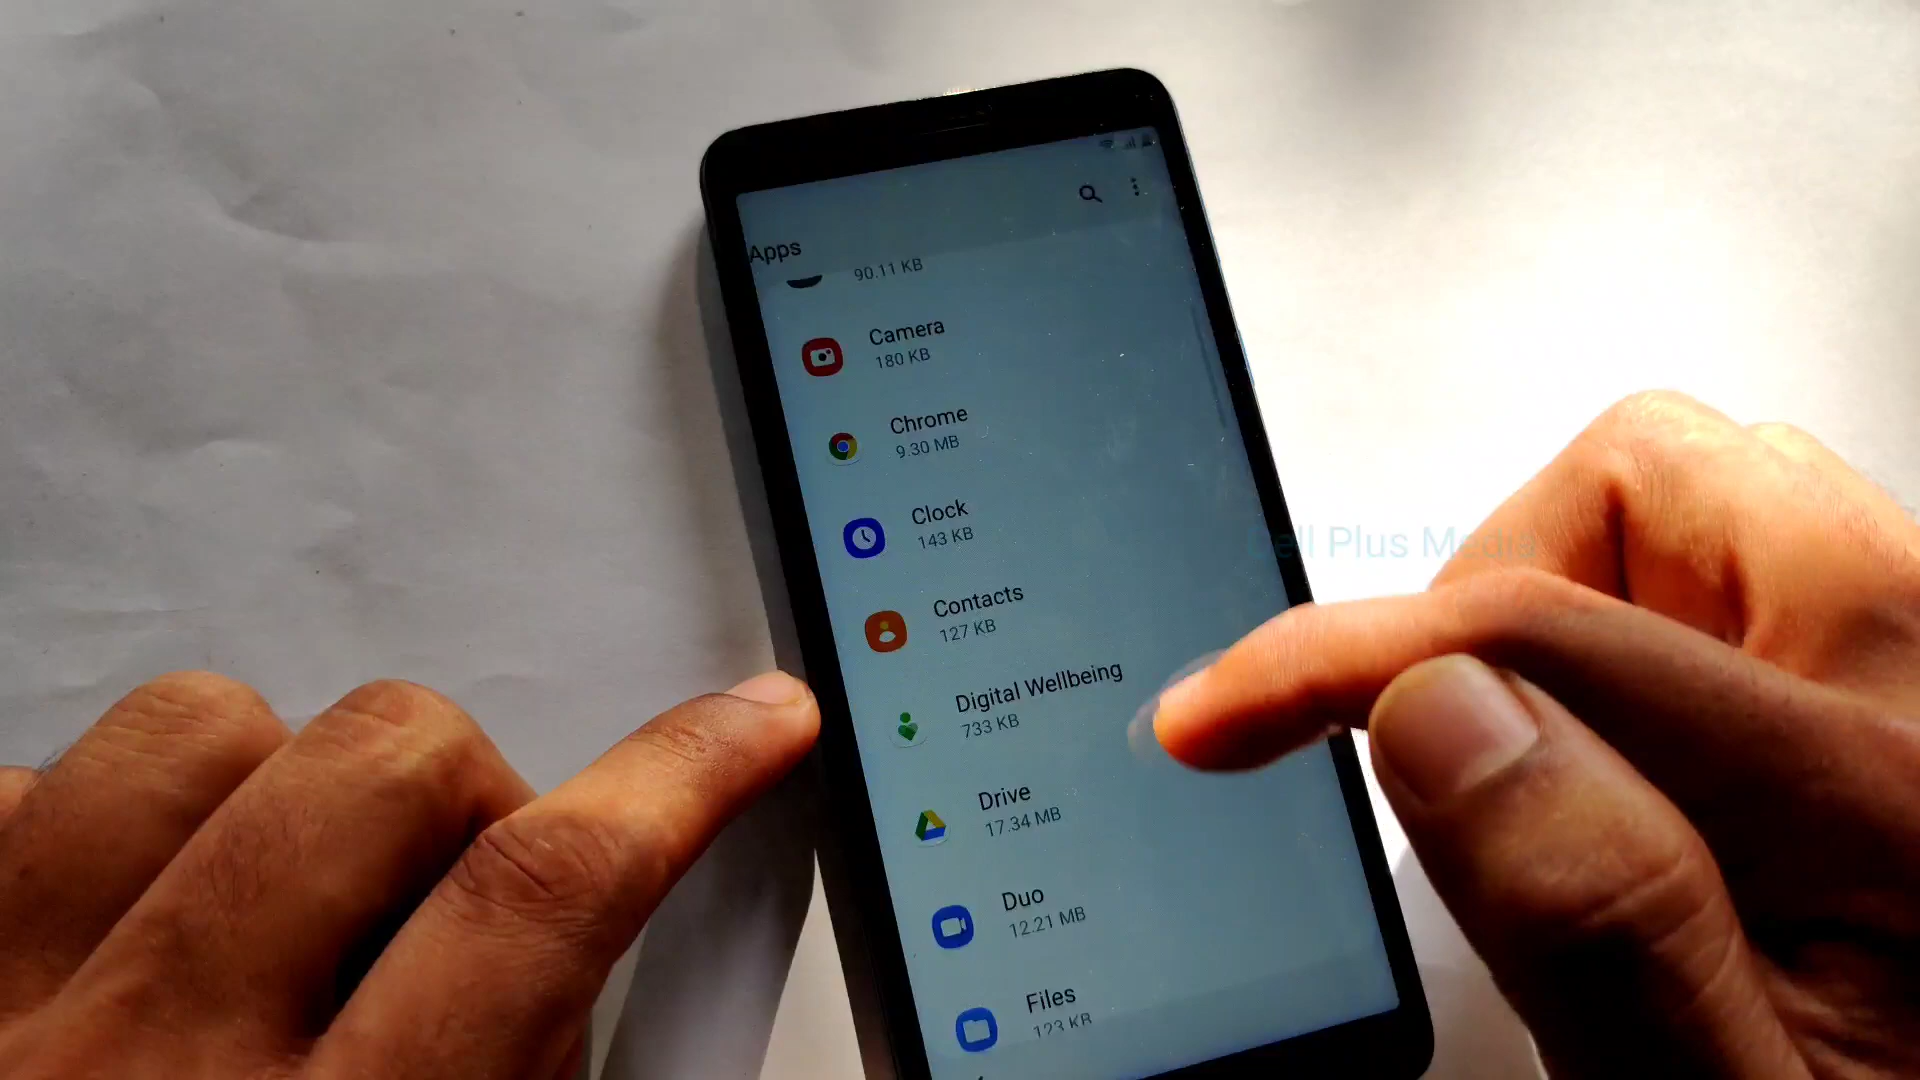 Apps
90.11 KB
Camera
180 KB
Chrome
9.30 MB
Clock
143 KB
Contacts
127 KB
Digital Wellbeing
733 KB
Drive
17.34 MB
Duo
12.21 MB
Files
123 KB
Bell Plus Media